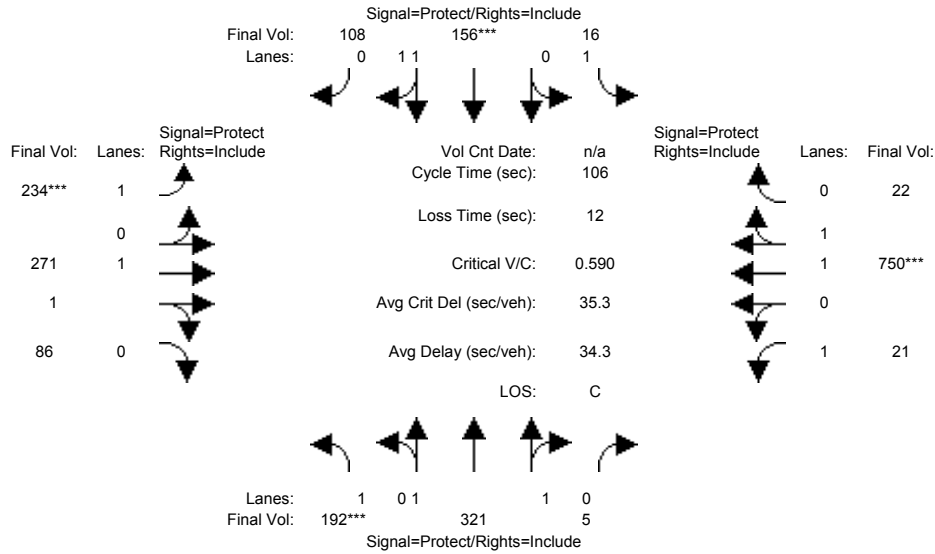 Signal=Protect/Rights=Include
Final Vol: 108 156*** 16
Lanes: 0 1 1 0 1
Signal=Protect
Final Vol: Lanes: Rights=Include
Vol Cnt Date: n/a
Cycle Time (sec): 106
Signal=Protect
Rights=Include Lanes: Final Vol:
234*** 1
0 22
Loss Time (sec): 12
0
1
271 1
Critical V/C: 0.590
1 750***
1
Avg Crit Del (sec/veh): 35.3
0
86 0
Avg Delay (sec/veh): 34.3
1 21
LOS: C
Lanes: 1 0 1 1 0
Final Vol: 192*** 321 5
Signal=Protect/Rights=Include